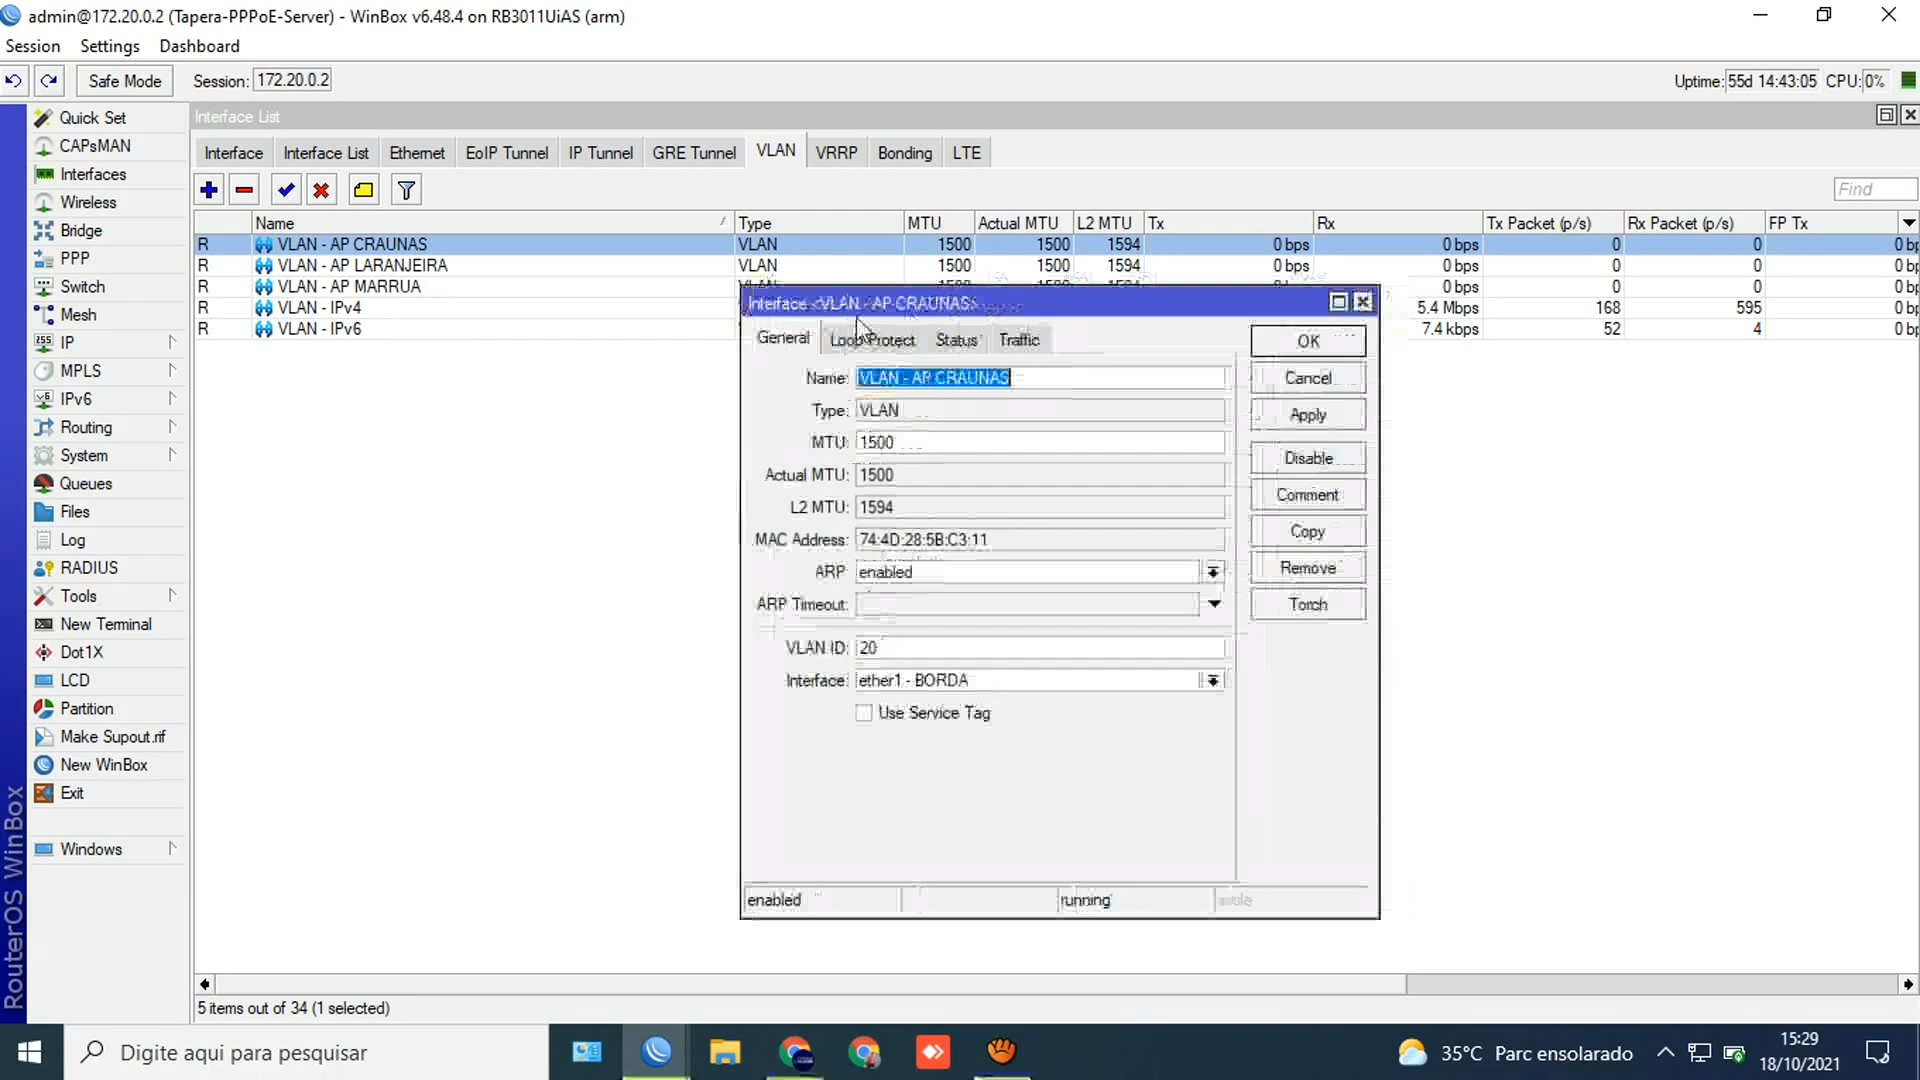 admin@172.20.0.2 (Tapera-PPPoE-Server) - WinBox v6.48.4 on RB3011UiAS (arm)
Session Settings Dashboard
Safe Mode Session: 172.20.0.2 Uptime: 55d 14:43:05 CPU: 0%
Interface List
Interface Interface List Ethernet EoIP Tunnel IP Tunnel GRE Tunnel VLAN VRRP Bonding LTE
Find
Name Type MTU Actual MTU L2 MTU Tx Rx Tx Packet (p/s) Rx Packet (p/s) FP Tx
R VLAN - AP CRAUNAS VLAN 1500 1500 1594 0 bps 0 bps 0 0 0 bp
R VLAN - AP LARANJEIRA VLAN 1500 1500 1594 0 bps 0 bps 0 0 0 bp
R VLAN - AP MARRUA 0 bps 0 0 0 bp
R VLAN - IPv4 5.4 Mbps 168 595 0 bp
R VLAN - IPv6 7.4 kbps 52 4 0 bp
Quick Set
CAPsMAN
Interfaces
Wireless
Bridge
PPP
Switch
Mesh
IP
MPLS
IPv6
Routing
System
Queues
Files
Log
RADIUS
Tools
New Terminal
Dot1X
LCD
Partition
Make Supout.rif
New WinBox
Exit
Windows
RouterOS WinBox
Interface <VLAN - AP CRAUNAS>
General Loop Protect Status Traffic
Name: VLAN - AP CRAUNAS
Type: VLAN
MTU: 1500
Actual MTU: 1500
L2 MTU: 1594
MAC Address: 74:4D:28:5B:C3:11
ARP: enabled
ARP Timeout:
VLAN ID: 20
Interface: ether1 - BORDA
Use Service Tag
OK
Cancel
Apply
Disable
Comment
Copy
Remove
Torch
enabled running
5 items out of 34 (1 selected)
Digite aqui para pesquisar
35°C Parc ensolarado
15:29
18/10/2021